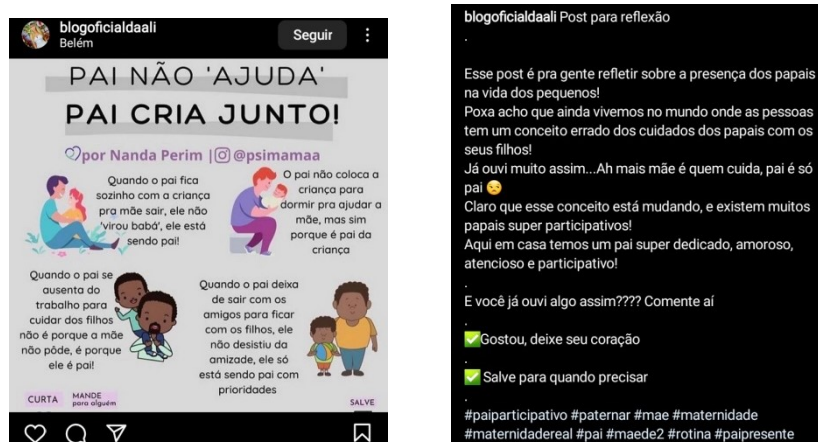 blogoficialdaali
Belém
Seguir
PAI NÃO 'AJUDA'
PAI CRIA JUNTO!
por Nanda Perim | @psimamaa
Quando o pai fica
sozinho com a criança
pra mãe sair, ele não
'virou babá', ele está
sendo pai!
O pai não coloca a
criança para
dormir pra ajudar a
mãe, mas sim
porque é pai da
criança
Quando o pai se
ausenta do
trabalho para
cuidar dos filhos
não é porque a mãe
não pôde, é porque
ele é pai!
Quando o pai deixa
de sair com os
amigos para ficar
com os filhos, ele
não desistiu da
amizade, ele só
está sendo pai com
prioridades
CURTA
MANDE
para alguém
SALVE
blogoficialdaali Post para reflexão
.
Esse post é pra gente refletir sobre a presença dos papais
na vida dos pequenos!
Poxa acho que ainda vivemos no mundo onde as pessoas
tem um conceito errado dos cuidados dos papais com os
seus filhos!
Já ouvi muito assim...Ah mais mãe é quem cuida, pai é só
pai 😒
Claro que esse conceito está mudando, e existem muitos
papais super participativos!
Aqui em casa temos um pai super dedicado, amoroso,
atencioso e participativo!
.
E você já ouvi algo assim???? Comente aí
.
✅Gostou, deixe seu coração
.
✅ Salve para quando precisar
.
#paiparticipativo #paternar #mae #maternidade
#maternidadereal #pai #maede2 #rotina #paipresente